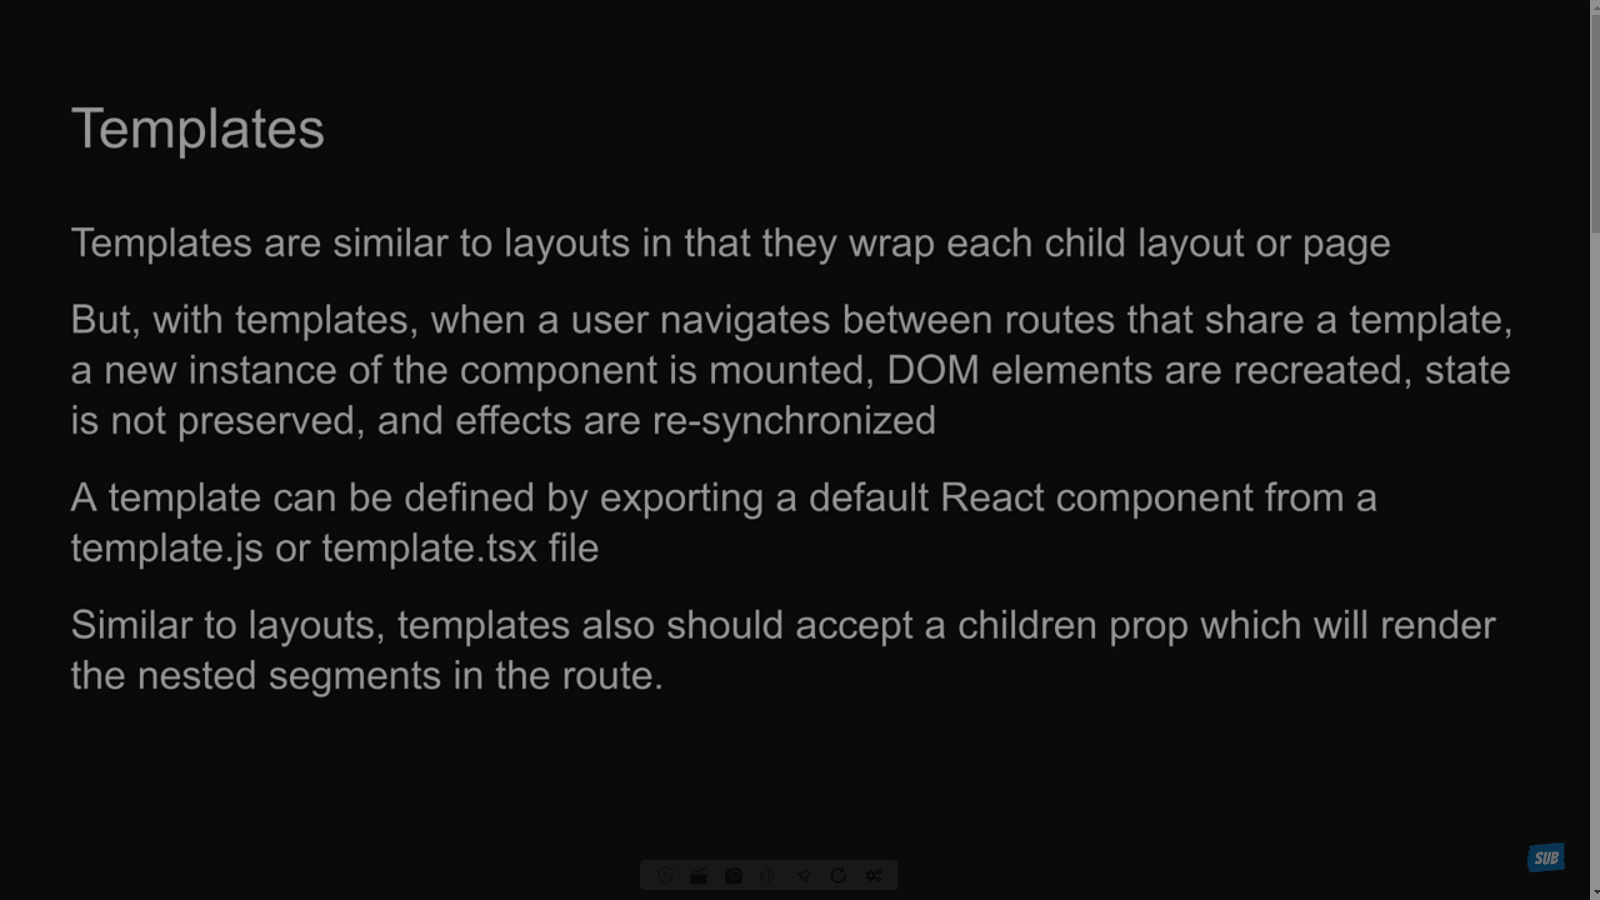 Templates
Templates are similar to layouts in that they wrap each child layout or page
But, with templates, when a user navigates between routes that share a template,
a new instance of the component is mounted, DOM elements are recreated, state
is not preserved, and effects are re-synchronized
A template can be defined by exporting a default React component from a
template.js or template.tsx file
Similar to layouts, templates also should accept a children prop which will render
the nested segments in the route.
SUB